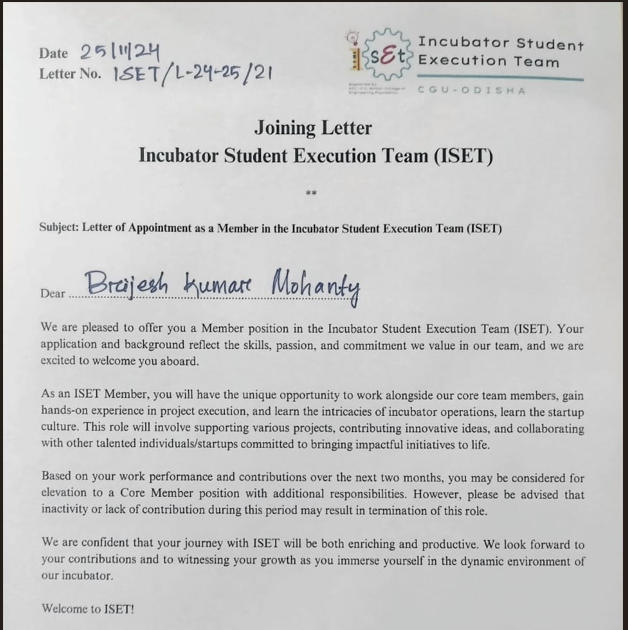 Date 25/11/24
Letter No. ISET/L-24-25/21
isEt
Incubator Student
Execution Team
CGU-ODISHA
Joining Letter
Incubator Student Execution Team (ISET)
**
Subject: Letter of Appointment as a Member in the Incubator Student Execution Team (ISET)
Dear Brajesh Kumar Mohanty
We are pleased to offer you a Member position in the Incubator Student Execution Team (ISET). Your
application and background reflect the skills, passion, and commitment we value in our team, and we are
excited to welcome you aboard.
As an ISET Member, you will have the unique opportunity to work alongside our core team members, gain
hands-on experience in project execution, and learn the intricacies of incubator operations, learn the startup
culture. This role will involve supporting various projects, contributing innovative ideas, and collaborating
with other talented individuals/startups committed to bringing impactful initiatives to life.
Based on your work performance and contributions over the next two months, you may be considered for
elevation to a Core Member position with additional responsibilities. However, please be advised that
inactivity or lack of contribution during this period may result in termination of this role.
We are confident that your journey with ISET will be both enriching and productive. We look forward to
your contributions and to witnessing your growth as you immerse yourself in the dynamic environment of
our incubator.
Welcome to ISET!